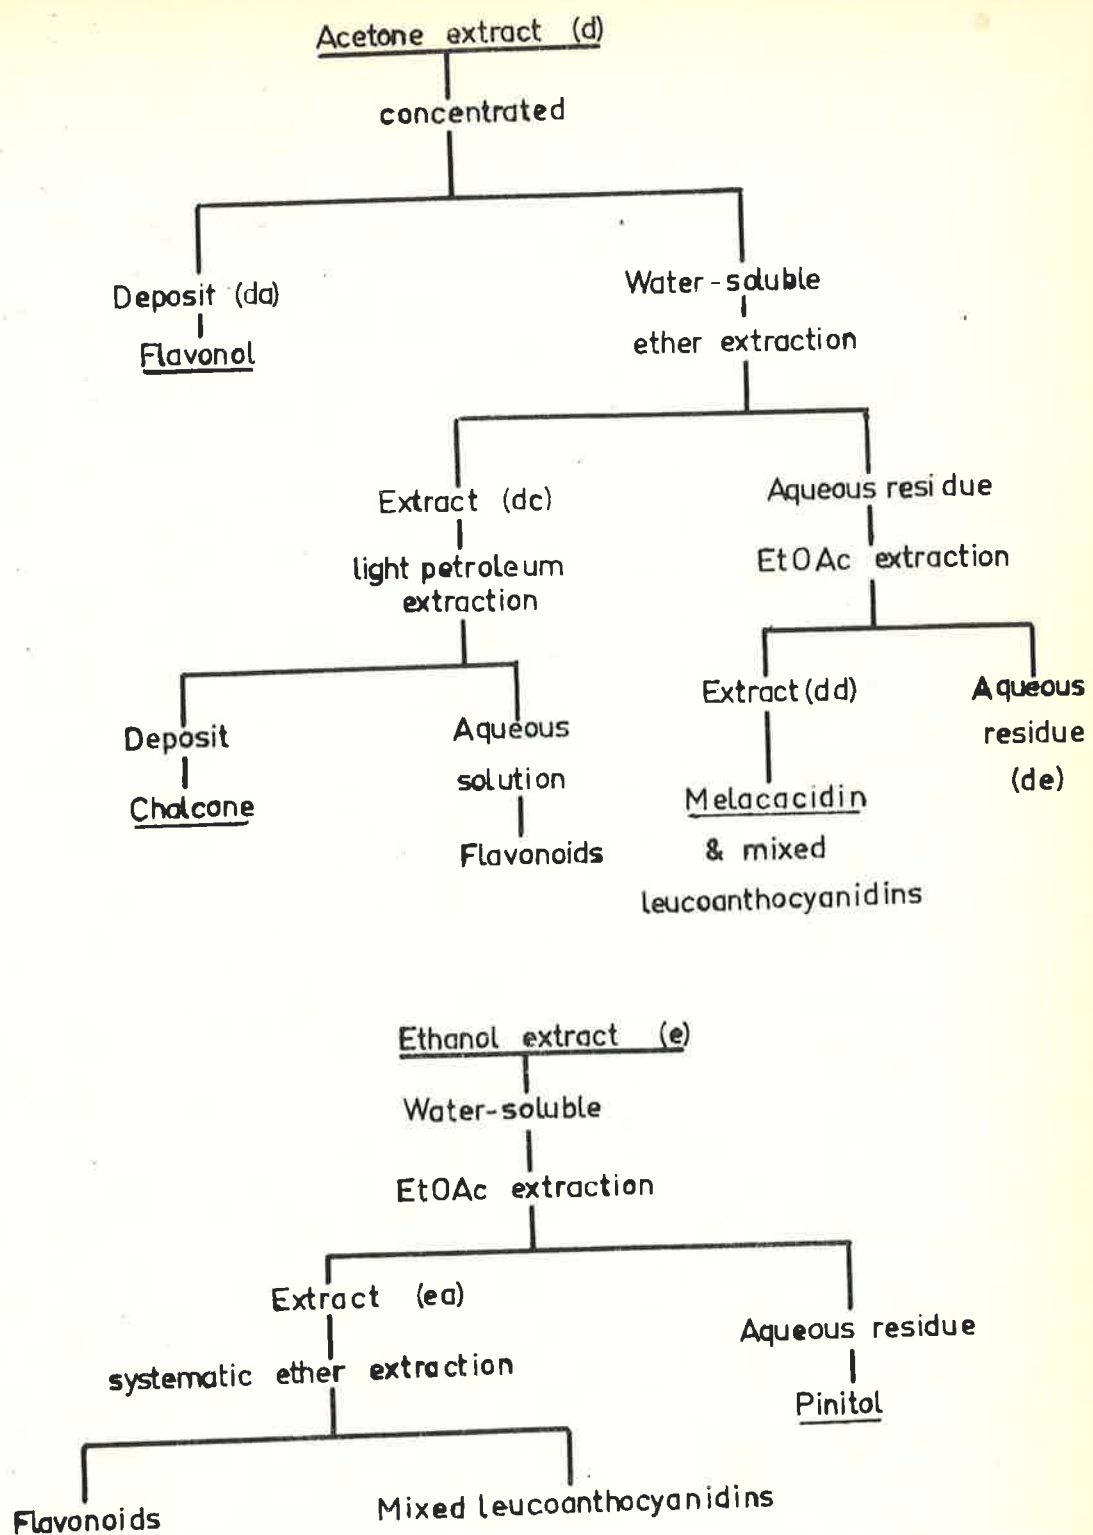 Acetone extract (d)
concentrated
Deposit (da)
Flavonol
Water-soluble
ether extraction
Extract (dc)
light petroleum
extraction
Deposit
Chalcone
Aqueous
solution
Flavonoids
Aqueous residue
EtOAc extraction
Extract (dd)
Melacacidin
& mixed
leucoanthocyanidins
Aqueous
residue
(de)
Ethanol extract (e)
Water-soluble
EtOAc extraction
Extract (ea)
systematic ether extraction
Flavonoids
Mixed leucoanthocyanidins
Aqueous residue
Pinitol